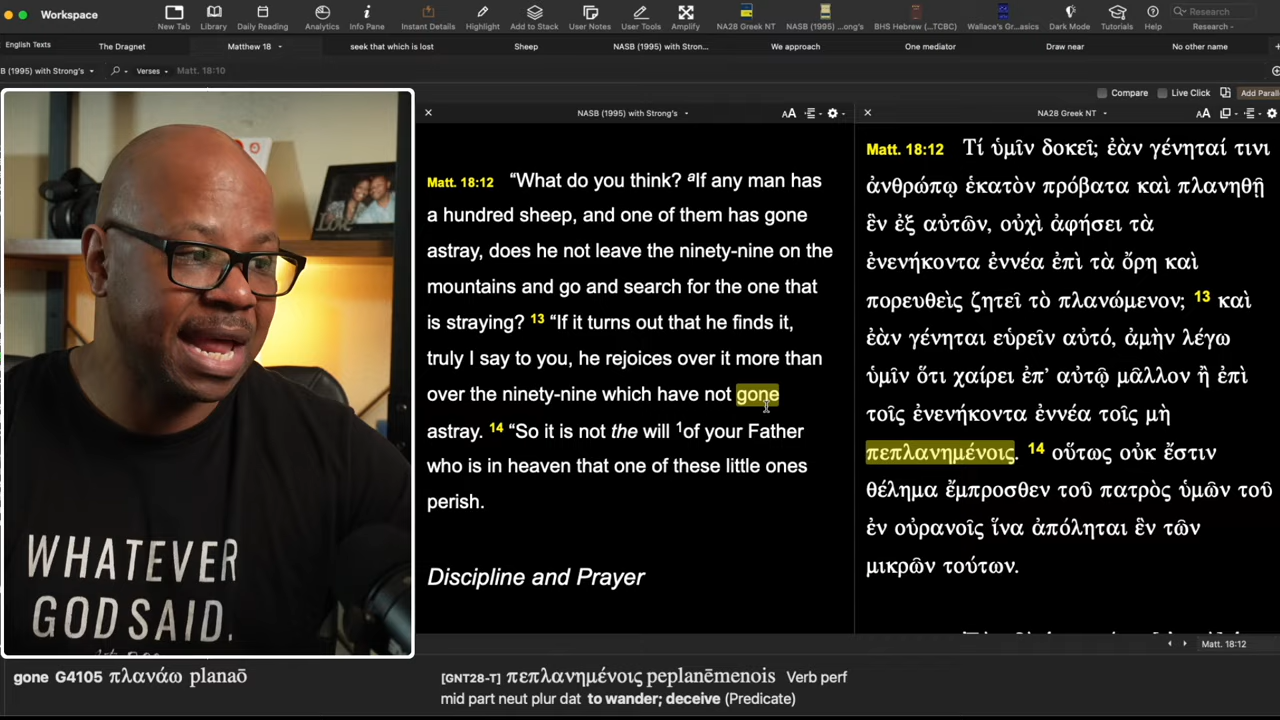 Workspace
New Tab
Library
Daily Reading
Analytics
Info Pane
Instant Details
Highlight
Add to Stack
User Notes
User Tools
Amplify
NA28 Greek NT
NASB (1995) ...ong's
BHS Hebrew (...TCBC)
Wallace's Gr...asics
Dark Mode
Tutorials
Help
Research
Research
English Texts
The Dragnet
Matthew 18
seek that which is lost
Sheep
NASB (1995) with Stron...
We approach
One mediator
Draw near
No other name
B (1995) with Strong's
Verses
Matt. 18:10
Compare
Live Click
Add Parall
NASB (1995) with Strong's
AA
Matt. 18:12 “What do you think? ªIf any man has
a hundred sheep, and one of them has gone
astray, does he not leave the ninety-nine on the
mountains and go and search for the one that
is straying? 13 “If it turns out that he finds it,
truly I say to you, he rejoices over it more than
over the ninety-nine which have not gone
astray. 14 “So it is not the will ¹of your Father
who is in heaven that one of these little ones
perish.
Discipline and Prayer
NA28 Greek NT
AA
Matt. 18:12 Τί ὑμῖν δοκεῖ; ἐὰν γένηταί τινι
ἀνθρώπῳ ἑκατὸν πρόβατα καὶ πλανηθῇ
ἓν ἐξ αὐτῶν, οὐχὶ ἀφήσει τὰ
ἐνενήκοντα ἐννέα ἐπὶ τὰ ὄρη καὶ
πορευθεὶς ζητεῖ τὸ πλανώμενον; 13 καὶ
ἐὰν γένηται εὑρεῖν αὐτό, ἀμὴν λέγω
ὑμῖν ὅτι χαίρει ἐπ’ αὐτῷ μᾶλλον ἢ ἐπὶ
τοῖς ἐνενήκοντα ἐννέα τοῖς μὴ
πεπλανημένοις. 14 οὕτως οὐκ ἔστιν
θέλημα ἔμπροσθεν τοῦ πατρὸς ὑμῶν τοῦ
ἐν οὐρανοῖς ἵνα ἀπόληται ἓν τῶν
μικρῶν τούτων.
Matt. 18:12
WHATEVER
GOD SAID.
gone G4105 πλανάω planaō
[GNT28-T] πεπλανημένοις peplanēmenois Verb perf
mid part neut plur dat to wander; deceive (Predicate)